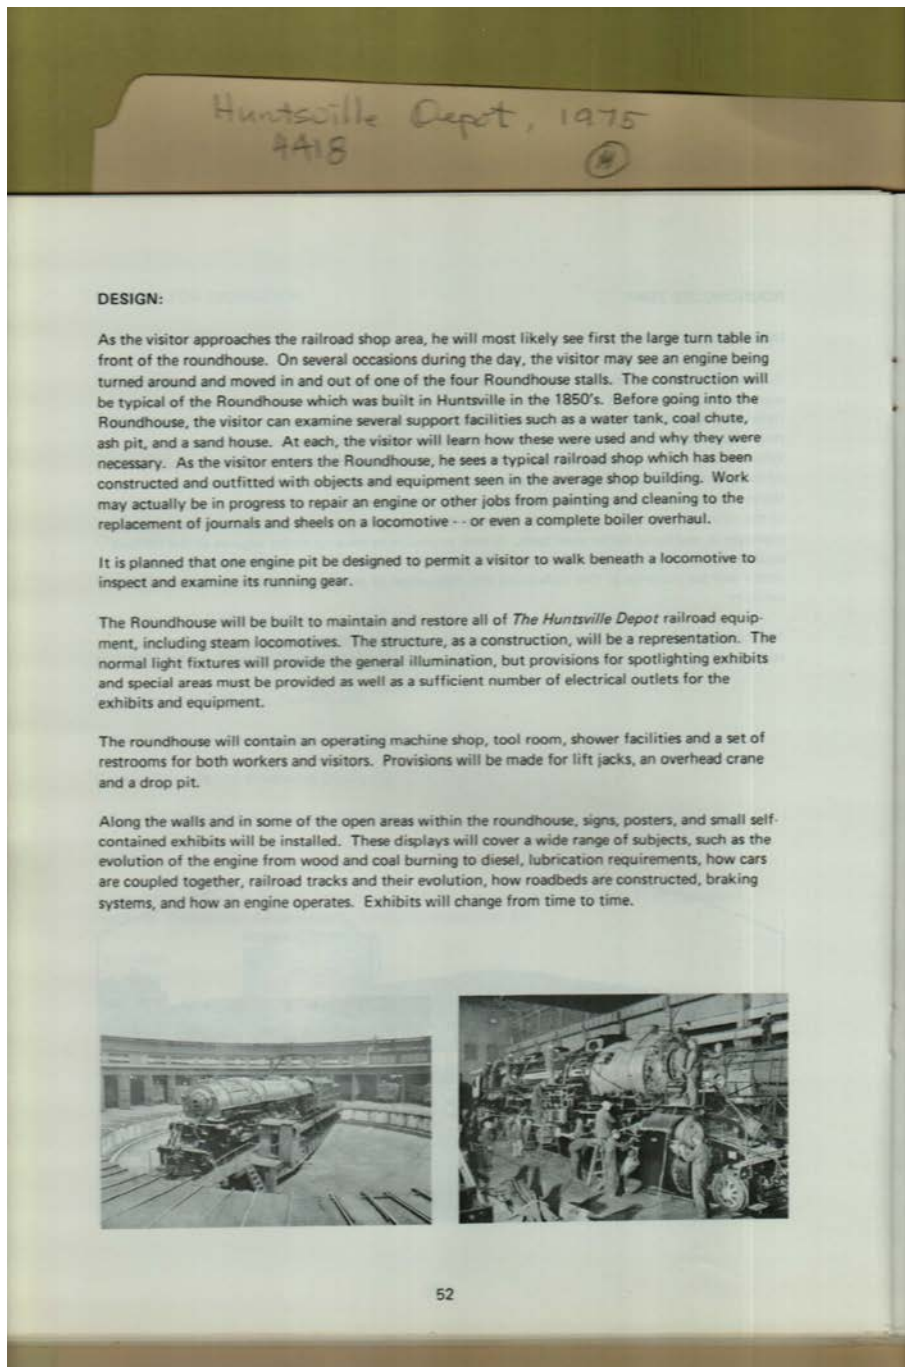 Huntsville Depot, 1975
4418
H
DESIGN:
As the visitor approaches the railroad shop area, he will most likely see first the large turn table in
front of the roundhouse. On several occasions during the day, the visitor may see an engine being
turned around and moved in and out of one of the four Roundhouse stalls. The construction will
be typical of the Roundhouse which was built in Huntsville in the 1850's. Before going into the
Roundhouse, the visitor can examine several support facilities such as a water tank, coal chute,
ash pit, and a sand house. At each, the visitor will learn how these were used and why they were
necessary. As the visitor enters the Roundhouse, he sees a typical railroad shop which has been
constructed and outfitted with objects and equipment seen in the average shop building. Work
may actually be in progress to repair an engine or other jobs from painting and cleaning to the
replacement of journals and sheels on a locomotive - - or even a complete boiler overhaul.
It is planned that one engine pit be designed to permit a visitor to walk beneath a locomotive to
inspect and examine its running gear.
The Roundhouse will be built to maintain and restore all of The Huntsville Depot railroad equip-
ment, including steam locomotives. The structure, as a construction, will be a representation. The
normal light fixtures will provide the general illumination, but provisions for spotlighting exhibits
and special areas must be provided as well as a sufficient number of electrical outlets for the
exhibits and equipment.
The roundhouse will contain an operating machine shop, tool room, shower facilities and a set of
restrooms for both workers and visitors. Provisions will be made for lift jacks, an overhead crane
and a drop pit.
Along the walls and in some of the open areas within the roundhouse, signs, posters, and small self-
contained exhibits will be installed. These displays will cover a wide range of subjects, such as the
evolution of the engine from wood and coal burning to diesel, lubrication requirements, how cars
are coupled together, railroad tracks and their evolution, how roadbeds are constructed, braking
systems, and how an engine operates. Exhibits will change from time to time.
52